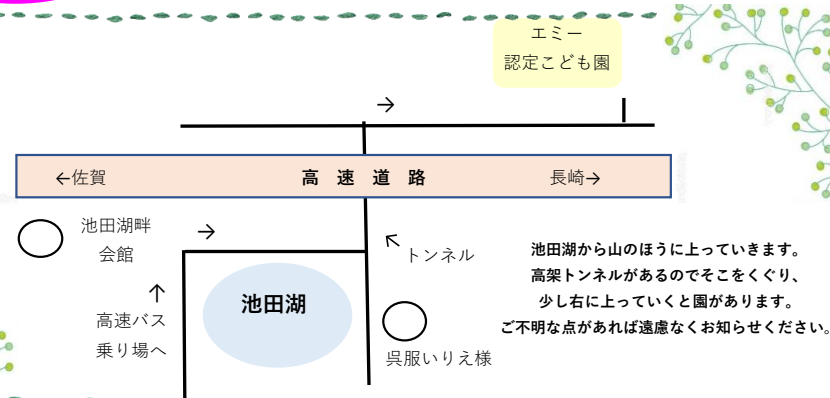 エミー
認定こども園
→
←佐賀
高速道路
長崎→
池田湖畔
会館
→
↖
トンネル
池田湖から山のほうに上っていきます。
高架トンネルがあるのでそこをくぐり、
少し右に上っていくと園があります。
ご不明な点があれば遠慮なくお知らせください。
↑
高速バス
乗り場へ
池田湖
呉服いりえ様